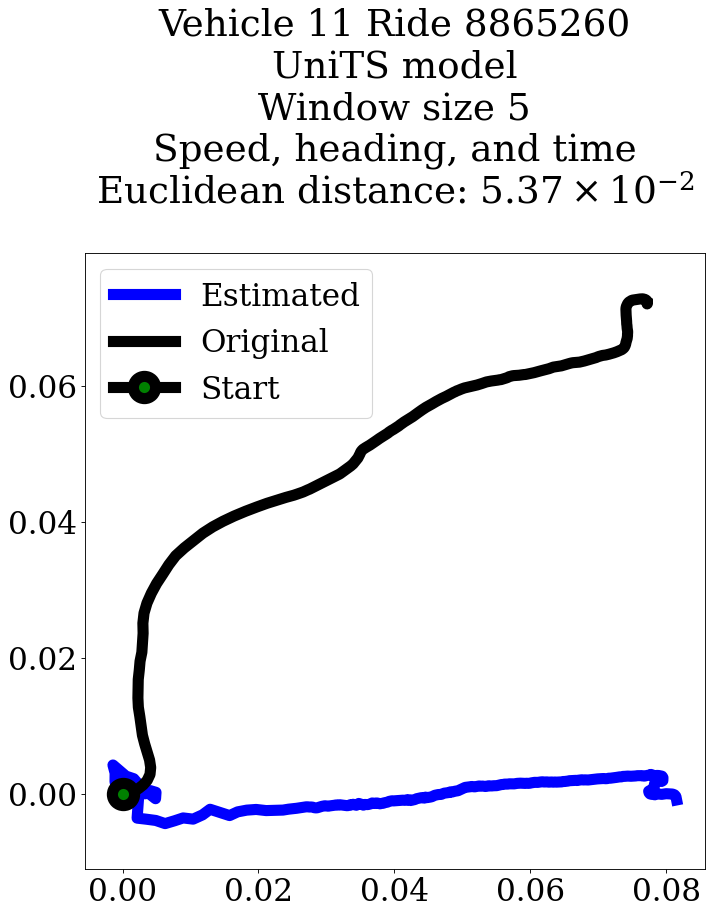 Vehicle 11 Ride 8865260
UniTS model
Window size 5
Speed, heading, and time
Euclidean distance: 5.37 × 10⁻²
Estimated
Original
Start
0.06
0.04
0.02
0.00
0.00 0.02 0.04 0.06 0.08